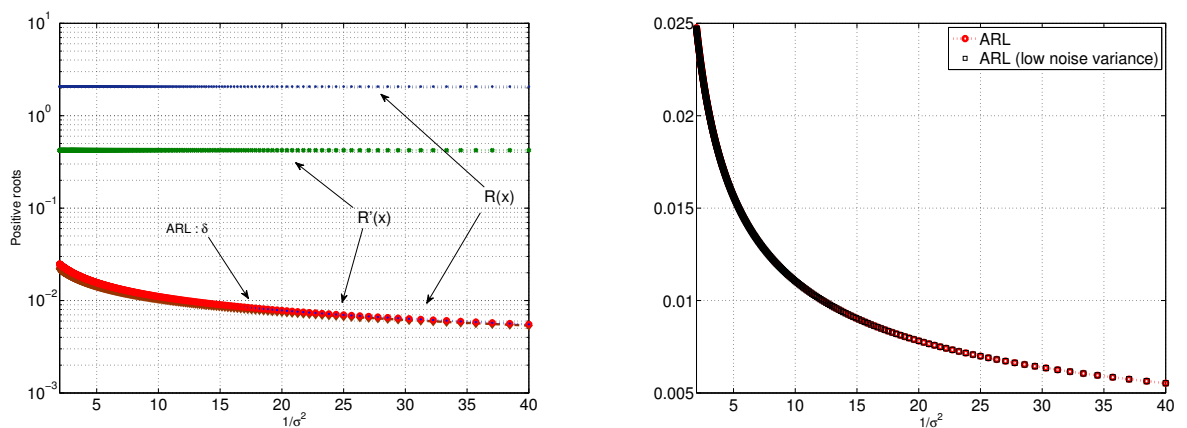 Positive roots
10^1
10^0
10^−1
10^−2
10^−3
5 10 15 20 25 30 35 40
1/σ^2
R(x)
R'(x)
ARL : δ
0.025
0.02
0.015
0.01
0.005
5 10 15 20 25 30 35 40
1/σ^2
ARL
ARL (low noise variance)